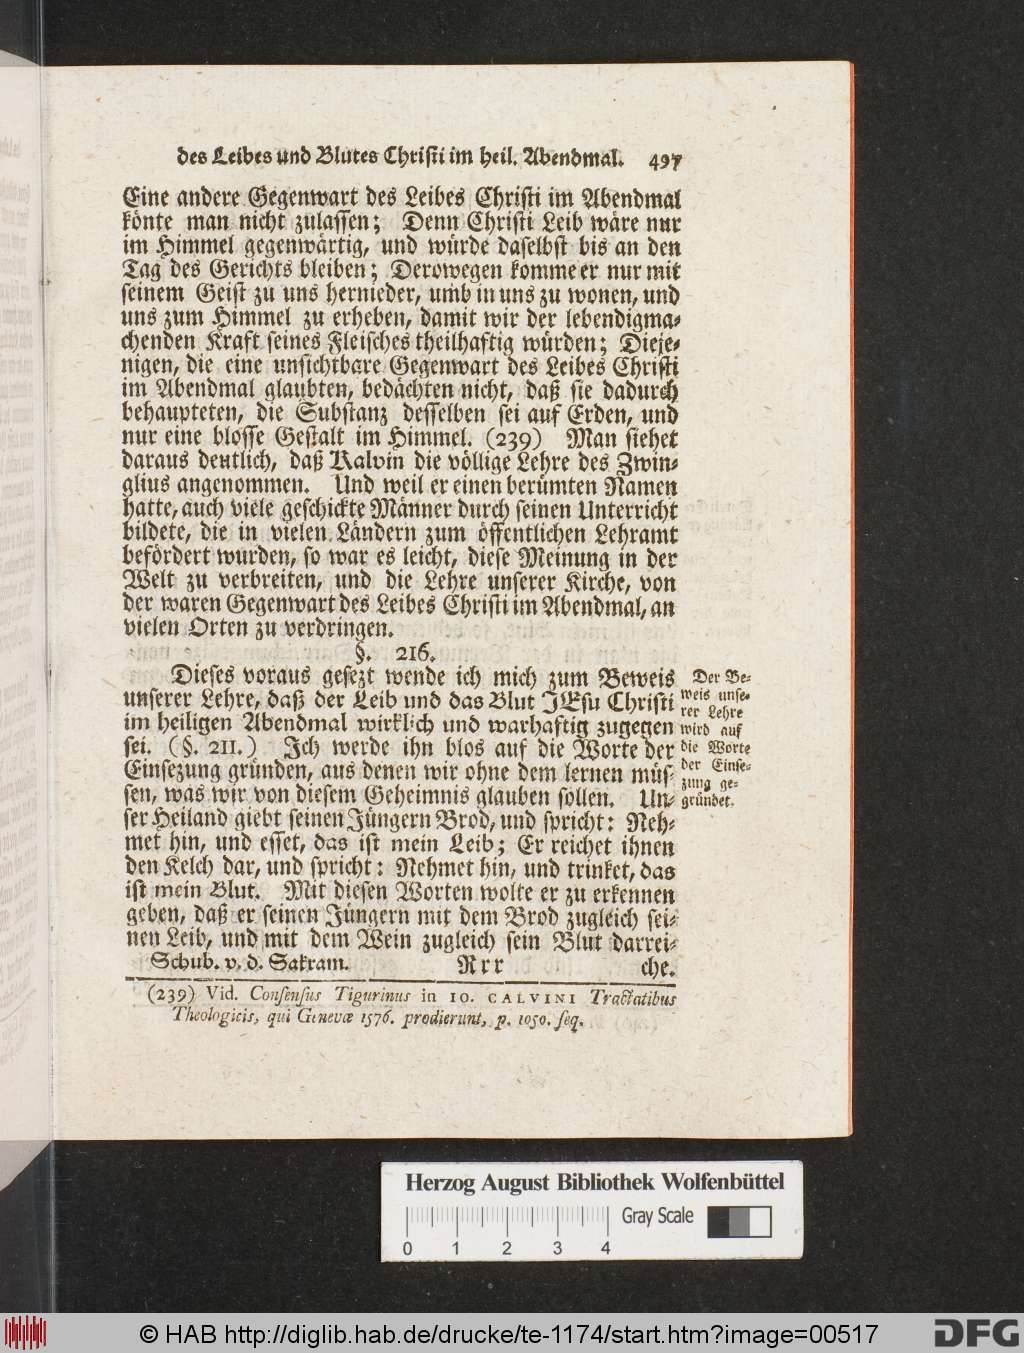 des Leibes und Blutes Christi im heil. Abendmal. 497
Eine andere Gegenwart des Leibes Christi im Abendmal
könte man nicht zulassen; Denn Christi Leib wäre nur
im Himmel gegenwärtig, und würde daselbst bis an den
Tag des Gerichts bleiben; Derowegen komme er nur mit
seinem Geist zu uns hernieder, umb in uns zu wonen, und
uns zum Himmel zu erheben, damit wir der lebendigma-
chenden Kraft seines Fleisches theilhaftig würden; Dieje-
nigen, die eine unsichtbare Gegenwart des Leibes Christi
im Abendmal glaubten, bedächten nicht, daß sie dadurch
behaupteten, die Substanz desselben sei auf Erden, und
nur eine blosse Gestalt im Himmel. (239) Man siehet
daraus deutlich, daß Kalvin die völlige Lehre des Zwin-
glius angenommen. Und weil er einen berümten Namen
hatte, auch viele geschickte Männer durch seinen Unterricht
bildete, die in vielen Ländern zum öffentlichen Lehramt
befördert wurden, so war es leicht, diese Meinung in der
Welt zu verbreiten, und die Lehre unserer Kirche, von
der waren Gegenwart des Leibes Christi im Abendmal, an
vielen Orten zu verdringen.
§. 216.
Dieses voraus gesezt wende ich mich zum Beweis
unserer Lehre, daß der Leib und das Blut JEsu Christi
im heiligen Abendmal wirklich und warhaftig zugegen
sei. (§. 211.) Ich werde ihn blos auf die Worte der
Einsezung gründen, aus denen wir ohne dem lernen müs-
sen, was wir von diesem Geheimnis glauben sollen. Un-
ser Heiland giebt seinen Jüngern Brod, und spricht: Neh-
met hin, und esset, das ist mein Leib; Er reichet ihnen
den Kelch dar, und spricht: Nehmet hin, und trinket, das
ist mein Blut. Mit diesen Worten wolte er zu erkennen
geben, daß er seinen Jüngern mit dem Brod zugleich sei-
nen Leib, und mit dem Wein zugleich sein Blut darrei-
Schub. v. d. Sakram. Rrr che.
Der Be-
weis unse-
rer Lehre
wird auf
die Worte
der Einse-
zung ge-
gründet.
(239) Vid. Consensus Tigurinus in IO. CALVINI Tractatibus
Theologicis, qui Genevæ 1576. prodierunt, p. 1050. seq.
Herzog August Bibliothek Wolfenbüttel
Gray Scale
0 1 2 3 4
© HAB http://diglib.hab.de/drucke/te-1174/start.htm?image=00517
DFG